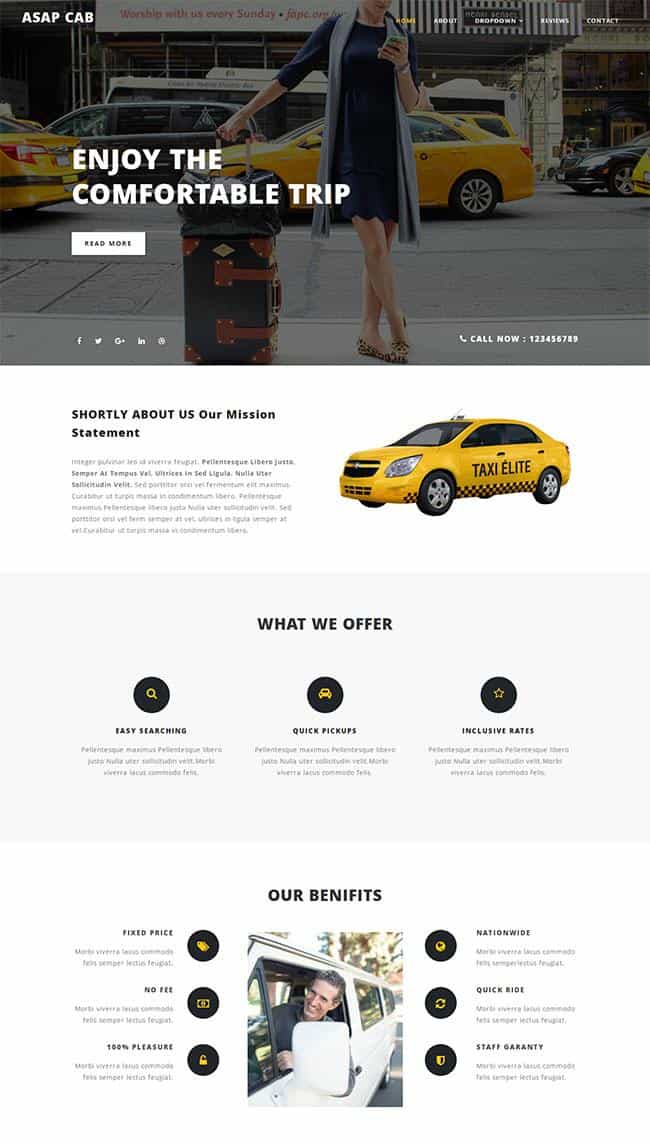 Worship with us every Sunday • fapc.org/
ASAP CAB
HOME
ABOUT
DROPDOWN
REVIEWS
CONTACT
ENJOY THE
COMFORTABLE TRIP
READ MORE
CALL NOW : 123456789
SHORTLY ABOUT US Our Mission
Statement
Integer pulvinar leo id viverra feugiat. Pellentesque Libero Justo,
Semper At Tempus Vel, Ultrices In Sed Ligula. Nulla Uter
Sollicitudin Velit. Sed porttitor orci vel fermentum elit maximus.
Curabitur ut turpis massa in condimentum libero. Pellentesque
maximus Pellentesque libero justo Nulla uter sollicitudin velit. Sed
porttitor orci vel ferm semper at vel, ultrices in ligula semper at
vel.Curabitur ut turpis massa in condimentum libero.
TAXI ÉLITE
WHAT WE OFFER
EASY SEARCHING
Pellentesque maximus Pellentesque libero
justo Nulla uter sollicitudin velit.Morbi
viverra lacus commodo felis.
QUICK PICKUPS
Pellentesque maximus Pellentesque libero
justo Nulla uter sollicitudin velit.Morbi
viverra lacus commodo felis.
INCLUSIVE RATES
Pellentesque maximus Pellentesque libero
justo Nulla uter sollicitudin velit.Morbi
viverra lacus commodo felis.
OUR BENIFITS
FIXED PRICE
Morbi viverra lacus commodo
felis semper lectus feugiat.
NO FEE
Morbi viverra lacus commodo
felis semper lectus feugiat.
100% PLEASURE
Morbi viverra lacus commodo
felis semper lectus feugiat.
NATIONWIDE
Morbi viverra lacus commodo
felis semperlectus feugiat.
QUICK RIDE
Morbi viverra lacus commodo
felis semper lectus feugiat.
STAFF GARANTY
Morbi viverra lacus commodo
felis semper lectus feugiat.